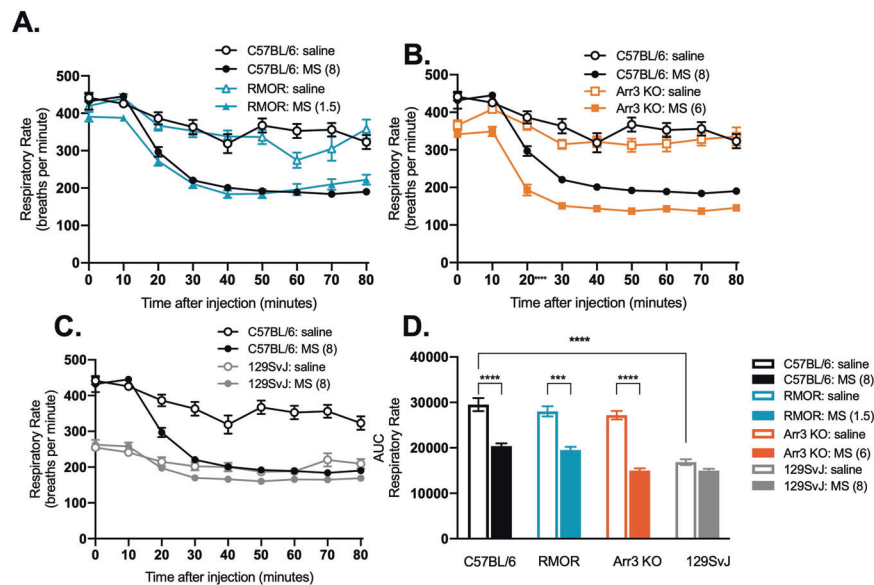 A.
C57BL/6: saline
C57BL/6: MS (8)
RMOR: saline
RMOR: MS (1.5)
500
400
300
200
100
0
Respiratory Rate
(breaths per minute)
0 10 20 30 40 50 60 70 80
Time after injection (minutes)
B.
C57BL/6: saline
C57BL/6: MS (8)
Arr3 KO: saline
Arr3 KO: MS (6)
500
400
300
200
100
0
Respiratory Rate
(breaths per minute)
0 10 20 **** 30 40 50 60 70 80
Time after injection (minutes)
C.
C57BL/6: saline
C57BL/6: MS (8)
129SvJ: saline
129SvJ: MS (8)
500
400
300
200
100
0
Respiratory Rate
(breaths per minute)
0 10 20 30 40 50 60 70 80
Time after injection (minutes)
D.
****
**** *** ****
40000
30000
20000
10000
0
AUC
Respiratory Rate
C57BL/6 RMOR Arr3 KO 129SvJ
C57BL/6: saline
C57BL/6: MS (8)
RMOR: saline
RMOR: MS (1.5)
Arr3 KO: saline
Arr3 KO: MS (6)
129SvJ: saline
129SvJ: MS (8)